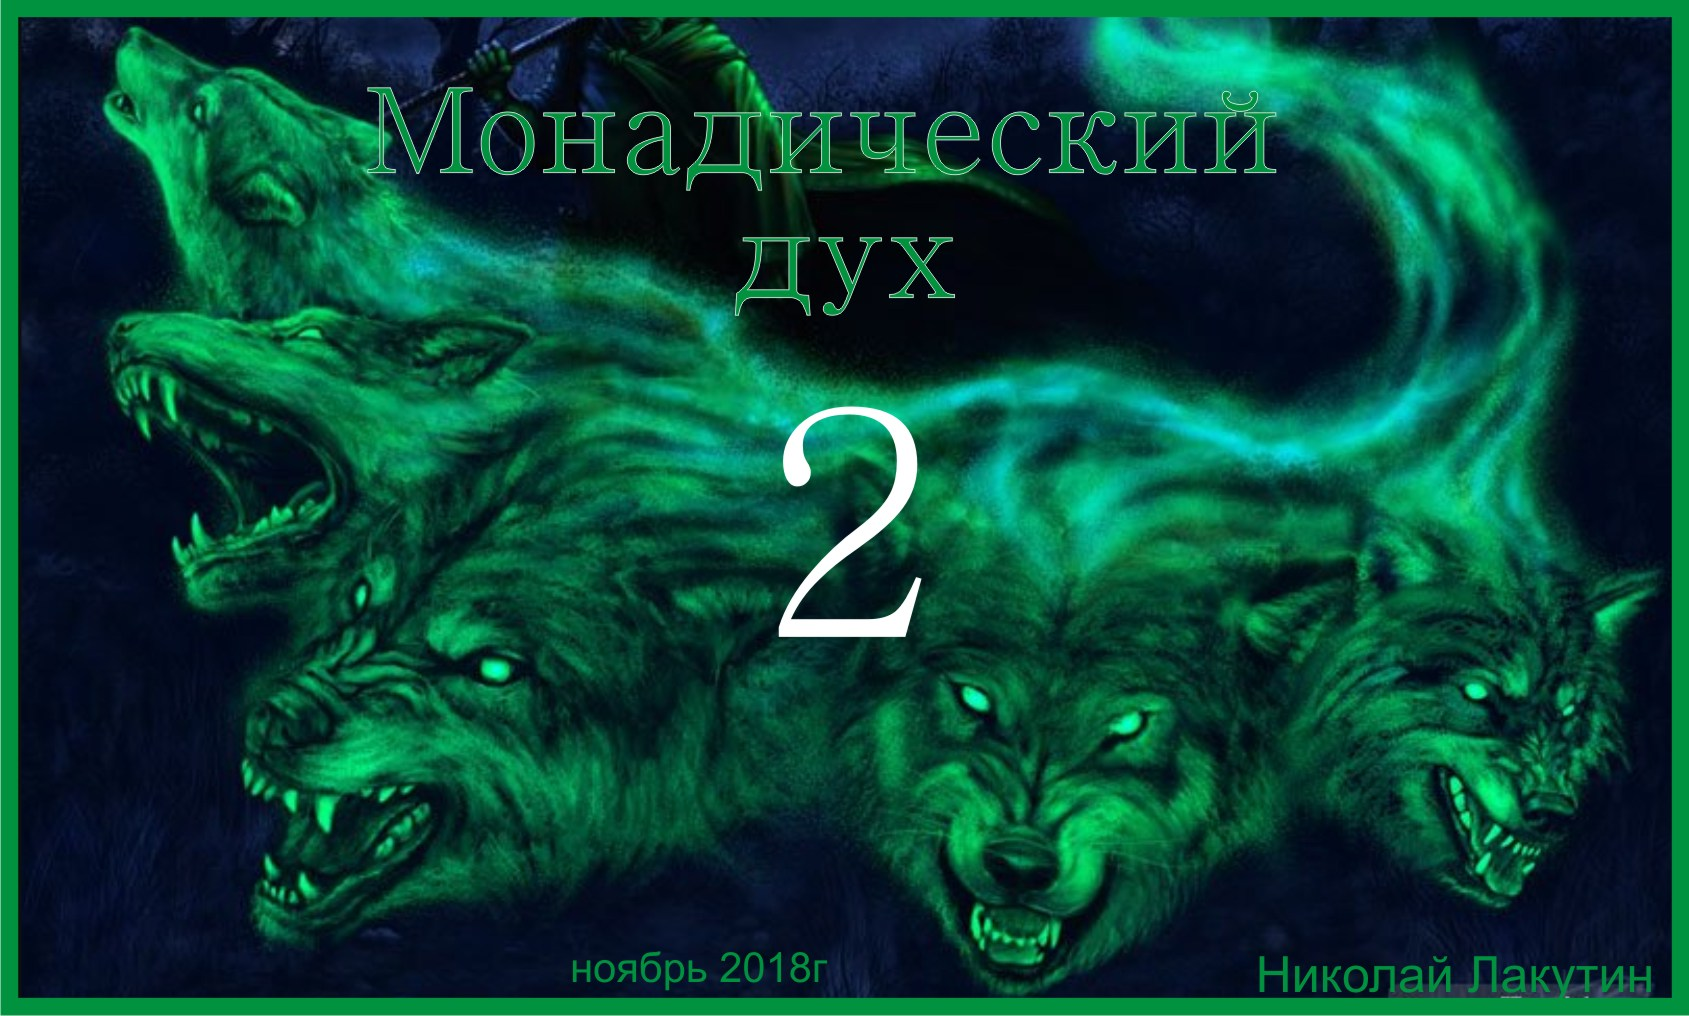 Монадический
дух
2
ноябрь 2018г
Николай Лакутин